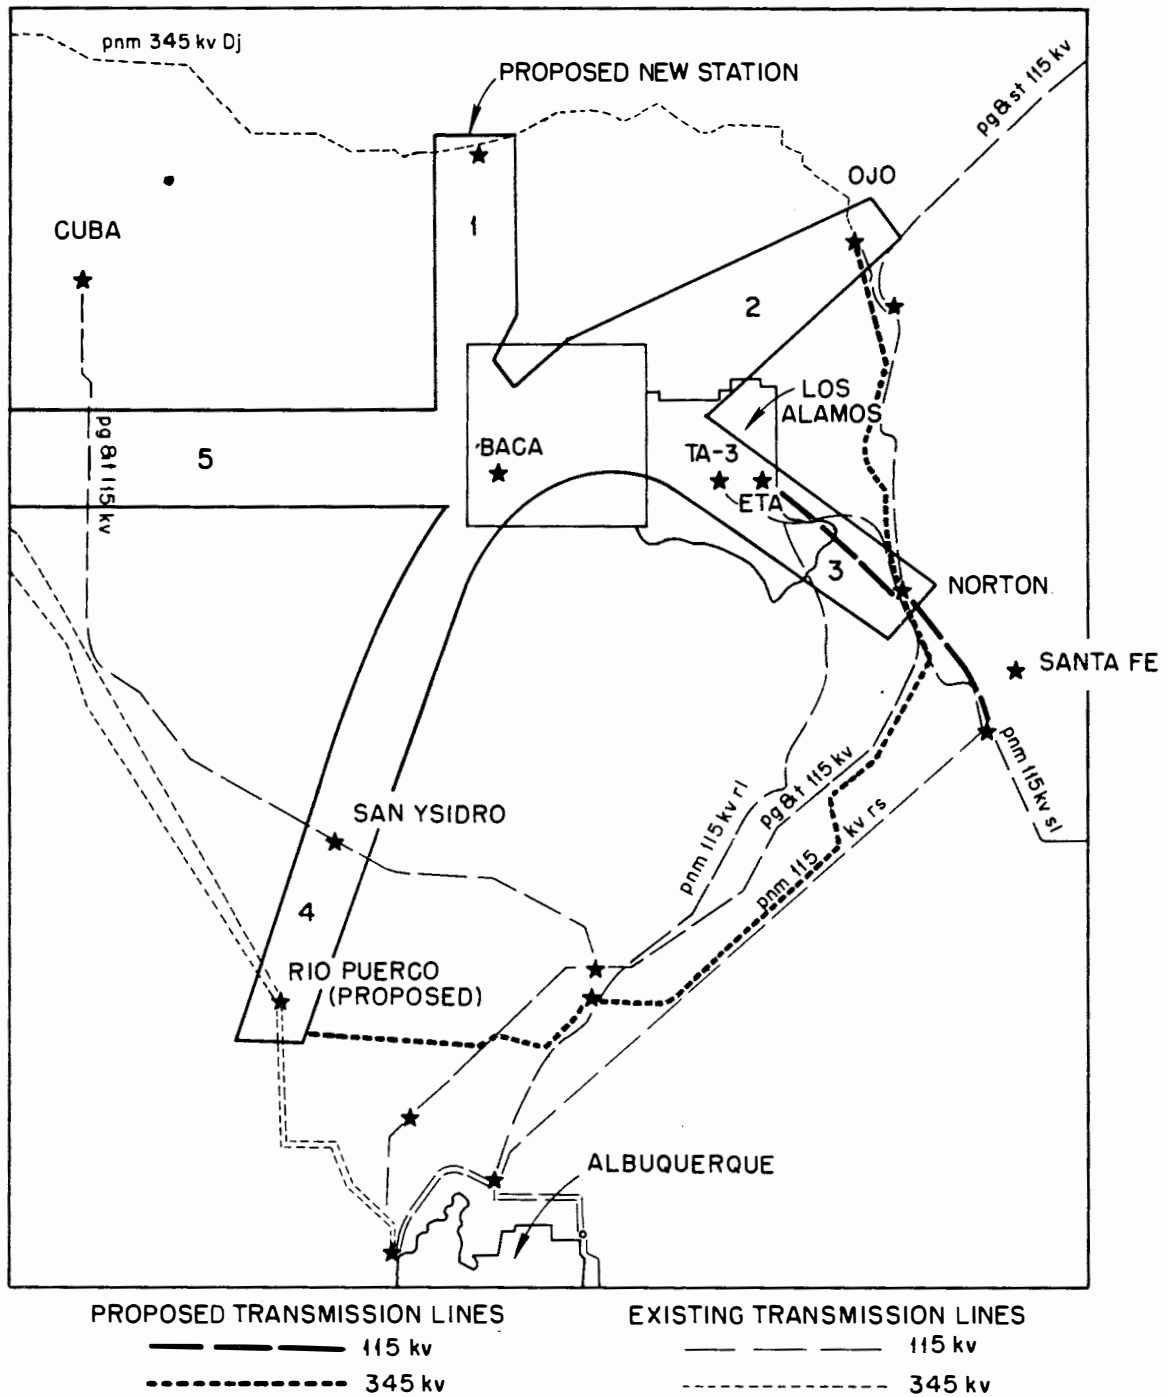 pnm 345 kv Dj
PROPOSED NEW STATION
pg&st 115 kv
OJO
CUBA
1
2
LOS
ALAMOS
pg&t 115 kv
5
BACA
TA-3
ETA
3
NORTON
SANTA FE
pnm 115 kv sl
pnm 115 kv rl
pg&t 115 kv
pnm 115 kv rs
SAN YSIDRO
4
RIO PUERCO
(PROPOSED)
ALBUQUERQUE
PROPOSED TRANSMISSION LINES
115 kv
345 kv
EXISTING TRANSMISSION LINES
115 kv
345 kv